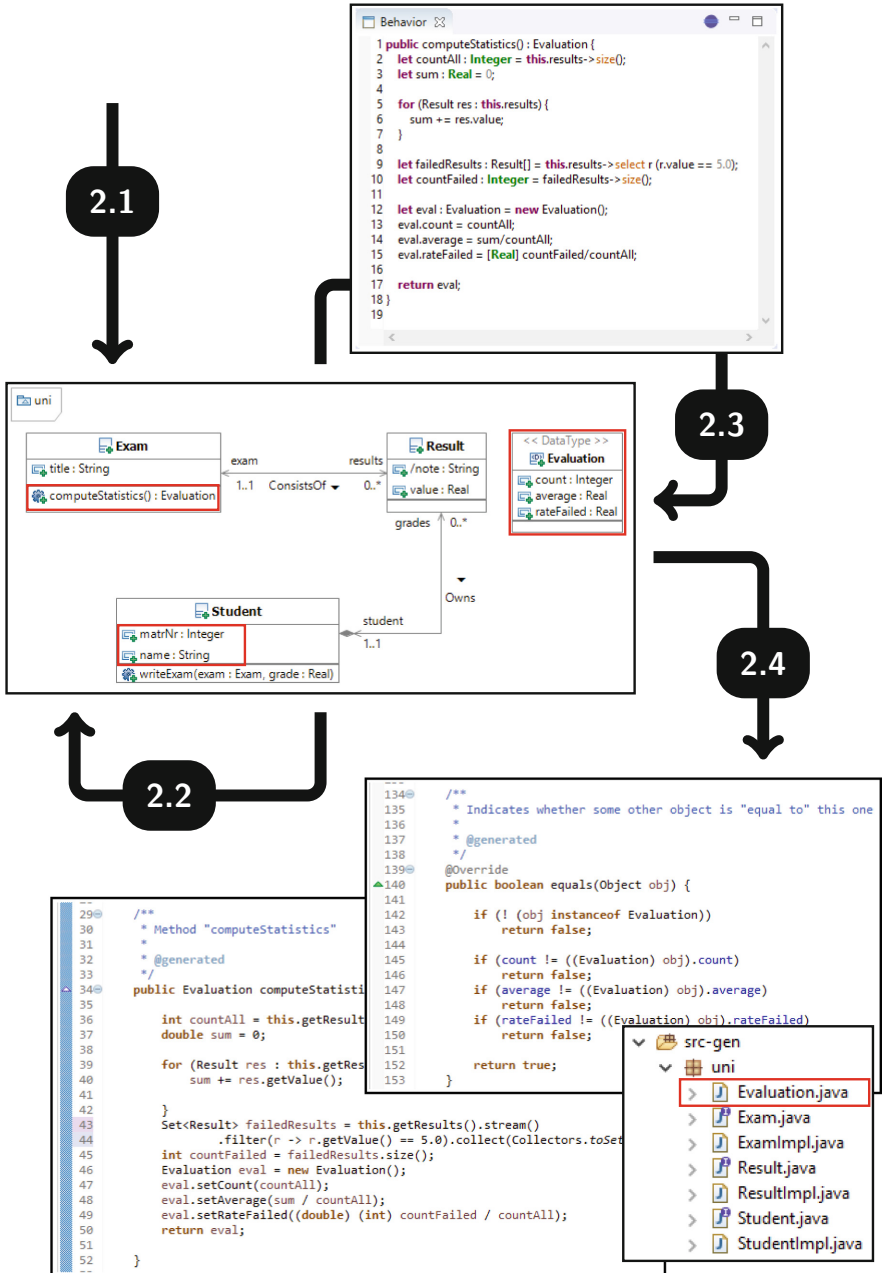 Behavior
1 public computeStatistics() : Evaluation {
2 let countAll : Integer = this.results->size();
3 let sum : Real = 0;
4
5 for (Result res : this.results) {
6 sum += res.value;
7 }
8
9 let failedResults : Result[] = this.results->select r (r.value == 5.0);
10 let countFailed : Integer = failedResults->size();
11
12 let eval : Evaluation = new Evaluation();
13 eval.count = countAll;
14 eval.average = sum/countAll;
15 eval.rateFailed = [Real] countFailed/countAll;
16
17 return eval;
18 }
19
2.1
2.3
uni
Exam
title : String
computeStatistics() : Evaluation
exam
results
1..1 ConsistsOf 0..*
Result
/note : String
value : Real
<< DataType >>
Evaluation
count : Integer
average : Real
rateFailed : Real
grades 0..*
Owns
student
1..1
Student
matrNr : Integer
name : String
writeExam(exam : Exam, grade : Real)
2.4
2.2
134 /**
135 * Indicates whether some other object is "equal to" this one
136 *
137 * @generated
138 */
139 @Override
140 public boolean equals(Object obj) {
141
142 if (! (obj instanceof Evaluation))
143 return false;
144
145 if (count != ((Evaluation) obj).count)
146 return false;
147 if (average != ((Evaluation) obj).average)
148 return false;
149 if (rateFailed != ((Evaluation) obj).rateFailed)
150 return false;
151
152 return true;
153 }
29 /**
30 * Method "computeStatistics"
31 *
32 * @generated
33 */
34 public Evaluation computeStatisti
35
36 int countAll = this.getResult
37 double sum = 0;
38
39 for (Result res : this.getRes
40 sum += res.getValue();
41
42 }
43 Set<Result> failedResults = this.getResults().stream()
44 .filter(r -> r.getValue() == 5.0).collect(Collectors.toSet
45 int countFailed = failedResults.size();
46 Evaluation eval = new Evaluation();
47 eval.setCount(countAll);
48 eval.setAverage(sum / countAll);
49 eval.setRateFailed((double) (int) countFailed / countAll);
50 return eval;
51
52 }
src-gen
uni
Evaluation.java
Exam.java
ExamImpl.java
Result.java
ResultImpl.java
Student.java
StudentImpl.java